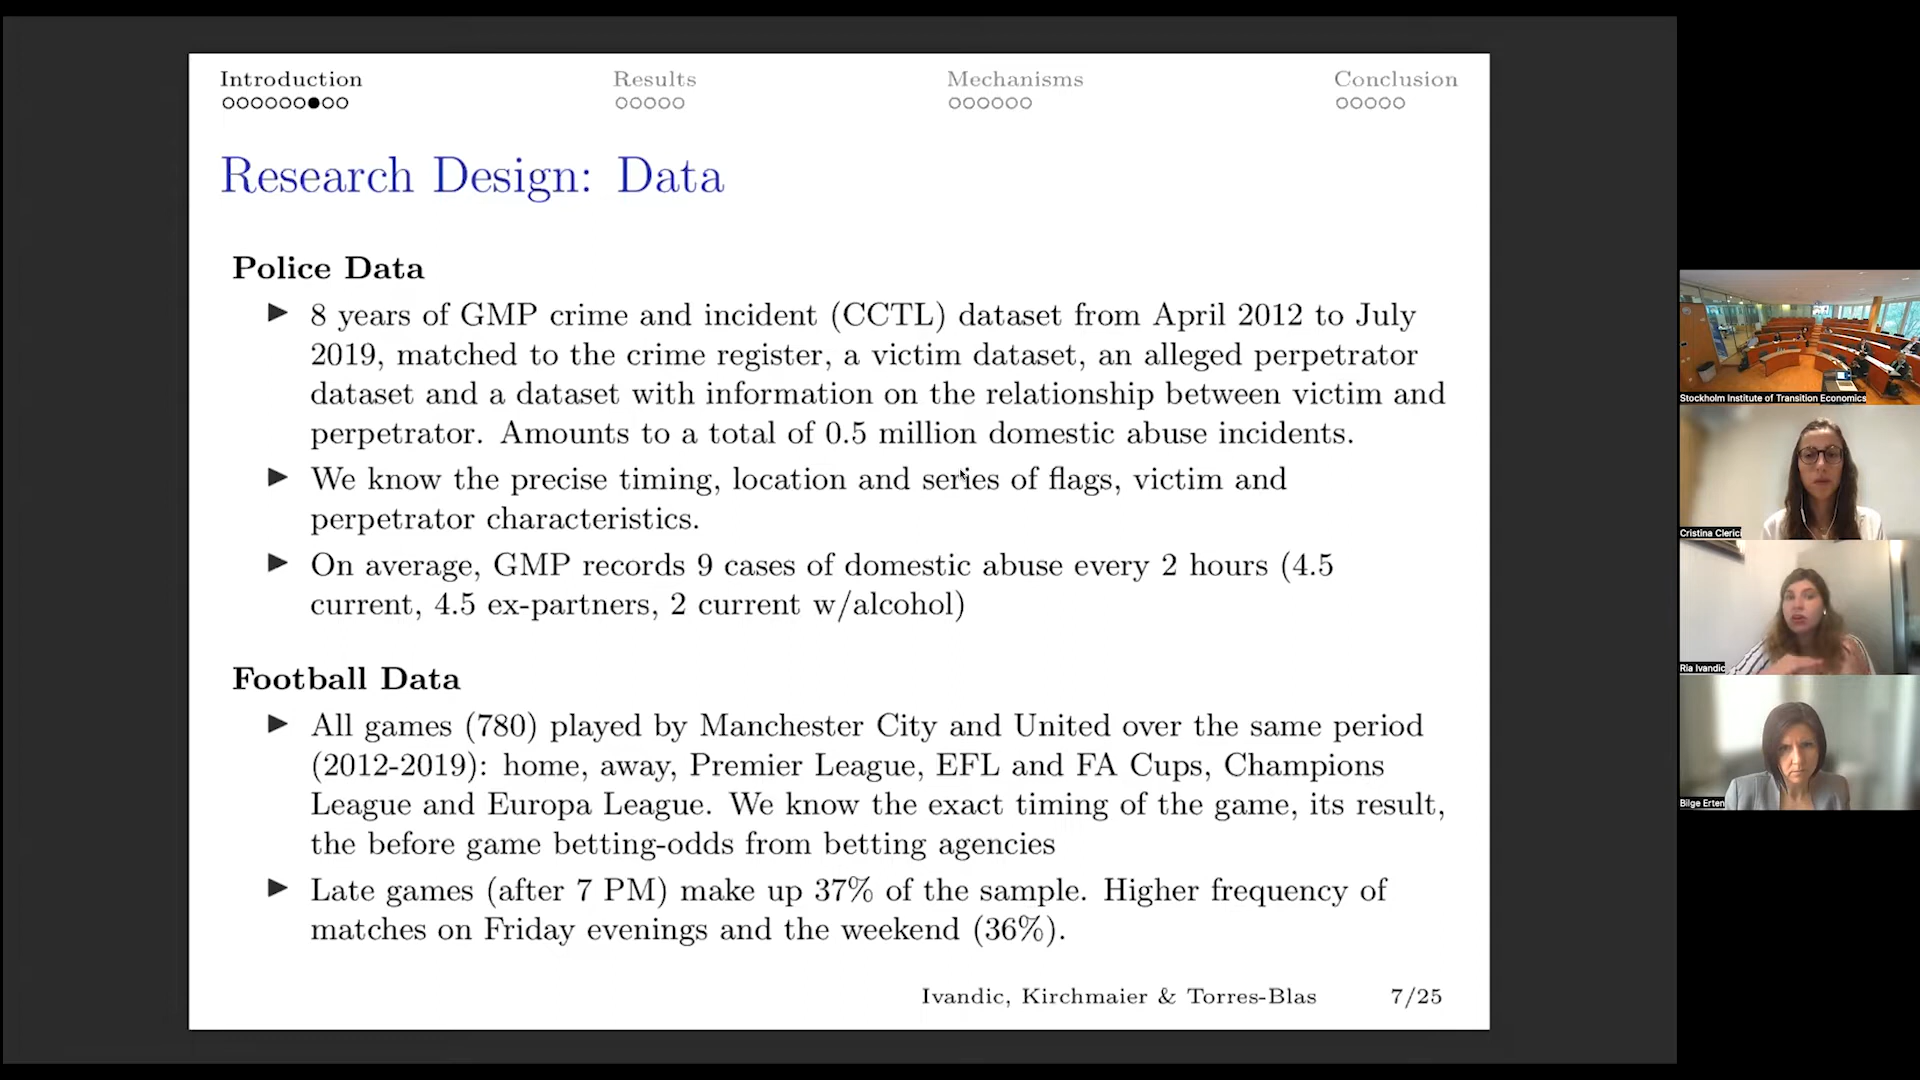 Introduction Results Mechanisms Conclusion
Research Design: Data
Police Data
8 years of GMP crime and incident (CCTL) dataset from April 2012 to July
2019, matched to the crime register, a victim dataset, an alleged perpetrator
dataset and a dataset with information on the relationship between victim and
perpetrator. Amounts to a total of 0.5 million domestic abuse incidents.
We know the precise timing, location and series of flags, victim and
perpetrator characteristics.
On average, GMP records 9 cases of domestic abuse every 2 hours (4.5
current, 4.5 ex-partners, 2 current w/alcohol)
Football Data
All games (780) played by Manchester City and United over the same period
(2012-2019): home, away, Premier League, EFL and FA Cups, Champions
League and Europa League. We know the exact timing of the game, its result,
the before game betting-odds from betting agencies
Late games (after 7 PM) make up 37% of the sample. Higher frequency of
matches on Friday evenings and the weekend (36%).
Ivandic, Kirchmaier & Torres-Blas 7/25
Stockholm Institute of Transition Economics
Cristina Clerici
Ria Ivandic
Bilge Erten